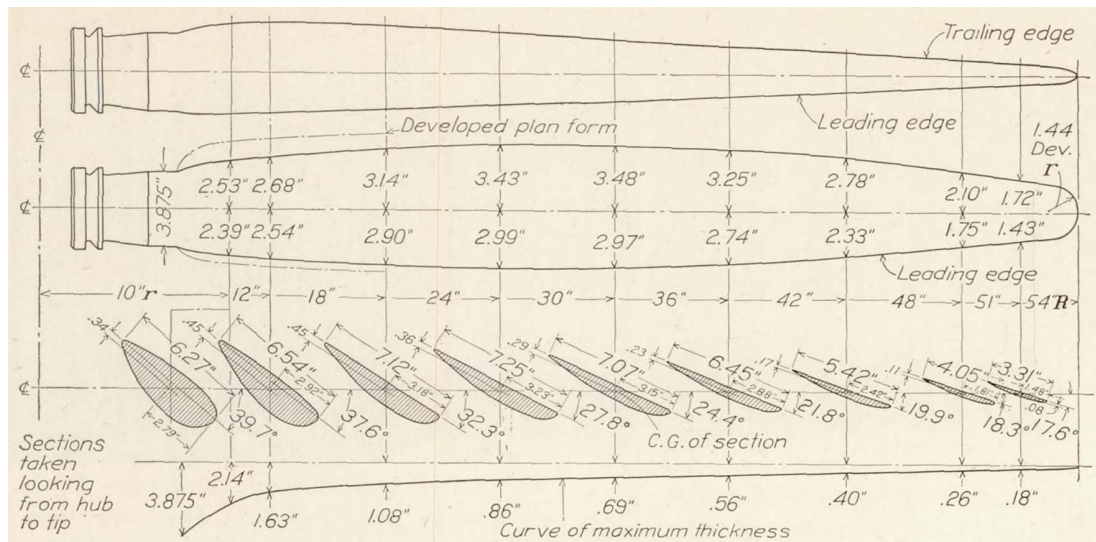 Trailing edge
℄
Leading edge
℄
Developed plan form
1.44
Dev.
r
3.875"
2.53" 2.68" 3.14" 3.43" 3.48" 3.25" 2.78" 2.10" 1.72"
℄
2.39" 2.54" 2.90" 2.99" 2.97" 2.74" 2.33" 1.75" 1.43"
Leading edge
10"r 12" 18" 24" 30" 36" 42" 48" 51" 54"R
.34 .45 .45 .36 .29 .23 .17 .11
6.27" 6.54" 7.12" 7.25" 7.07" 6.45" 5.42" 4.05" 3.31"
℄
2.79" 2.92" 3.18" 3.23" 3.15" 2.88" 2.42" 1.81" 1.48"
.08
39.7° 37.6° 32.3° 27.8° 24.4° 21.8° 19.9° 18.3° 17.6°
C.G. of section
Sections
taken
looking
from hub
to tip
3.875" 2.14" 1.63" 1.08" .86" .69" .56" .40" .26" .18"
Curve of maximum thickness